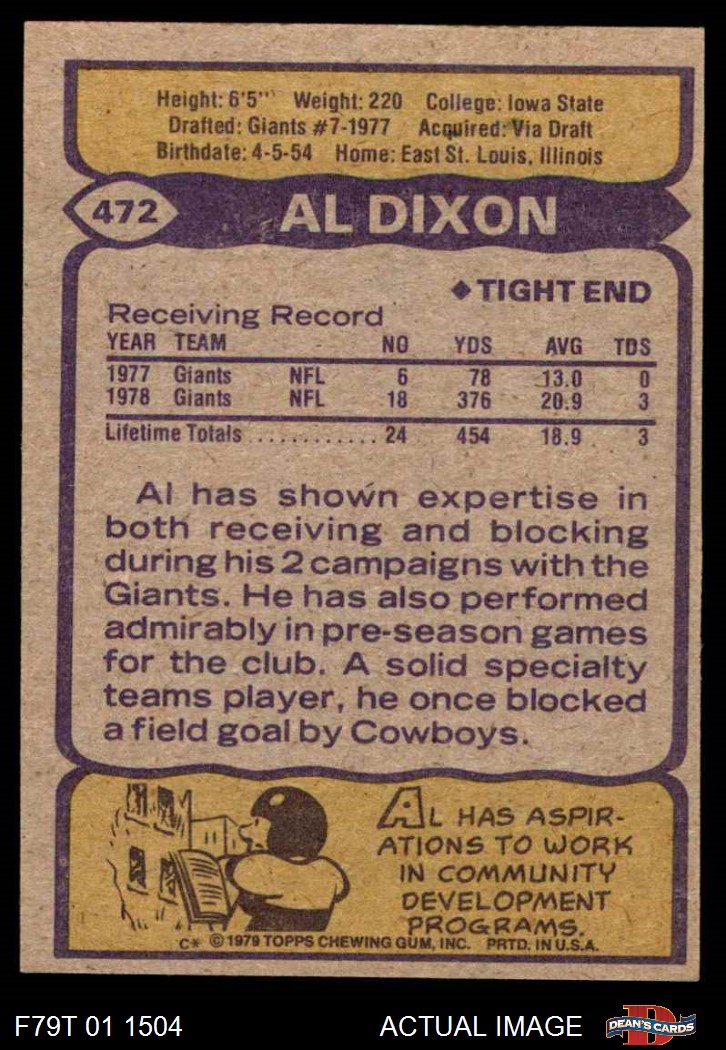 Height: 6'5" Weight: 220 College: Iowa State
Drafted: Giants #7-1977 Acquired: Via Draft
Birthdate: 4-5-54 Home: East St. Louis, Illinois
472 AL DIXON
◆ TIGHT END
Receiving Record
YEAR TEAM NO YDS AVG TDS
1977 Giants NFL 6 78 13.0 0
1978 Giants NFL 18 376 20.9 3
Lifetime Totals ........... 24 454 18.9 3
Al has shown expertise in
both receiving and blocking
during his 2 campaigns with the
Giants. He has also performed
admirably in pre-season games
for the club. A solid specialty
teams player, he once blocked
a field goal by Cowboys.
AL HAS ASPIR-
ATIONS TO WORK
IN COMMUNITY
DEVELOPMENT
PROGRAMS.
C* © 1979 TOPPS CHEWING GUM, INC. PRTD. IN U.S.A.
F79T 01 1504 ACTUAL IMAGE D DEAN'S CARDS